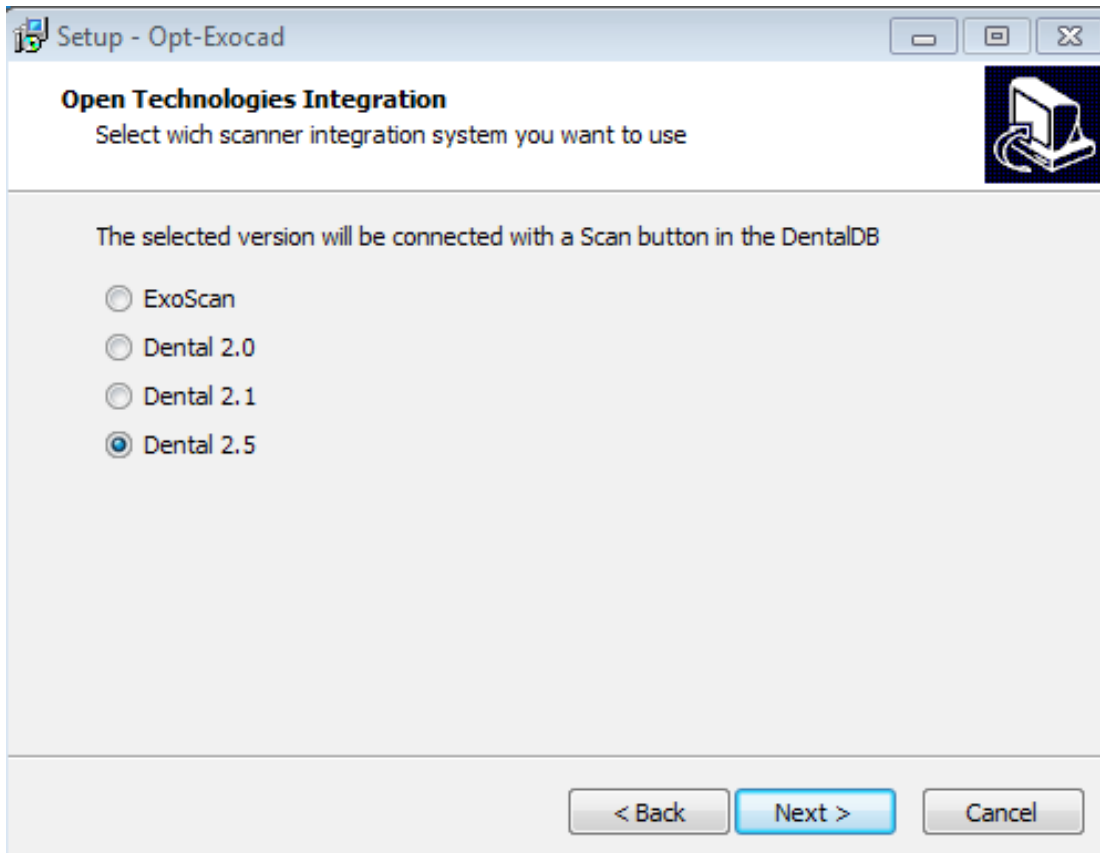 Setup - Opt-Exocad
Open Technologies Integration
Select wich scanner integration system you want to use
The selected version will be connected with a Scan button in the DentalDB
ExoScan
Dental 2.0
Dental 2.1
Dental 2.5
< Back
Next >
Cancel